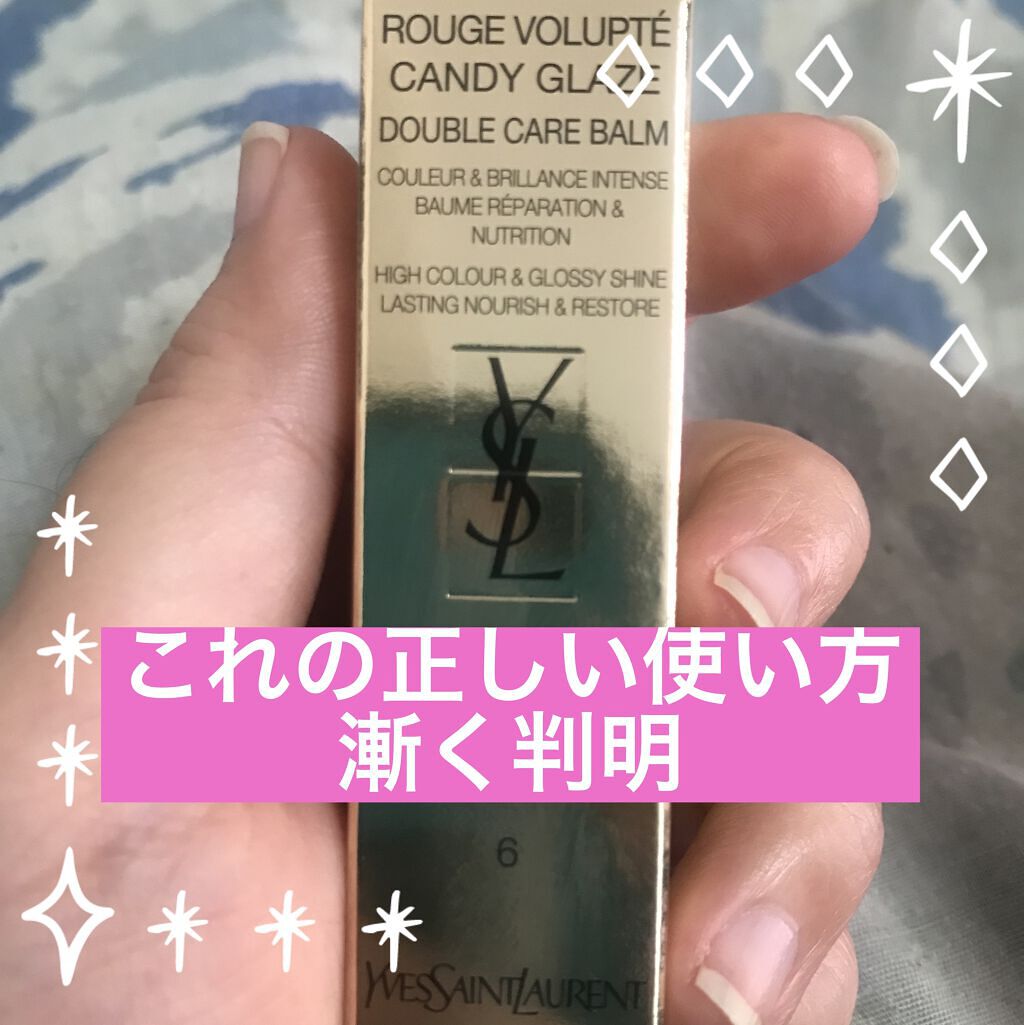 ROUGE VOLUPTÉ
CANDY GLAZE
DOUBLE CARE BALM
COULEUR & BRILLANCE INTENSE
BAUME RÉPARATION &
NUTRITION
HIGH COLOUR & GLOSSY SHINE
LASTING NOURISH & RESTORE
YSL
これの正しい使い方
漸く判明
6
YVESSAINTLAURENT